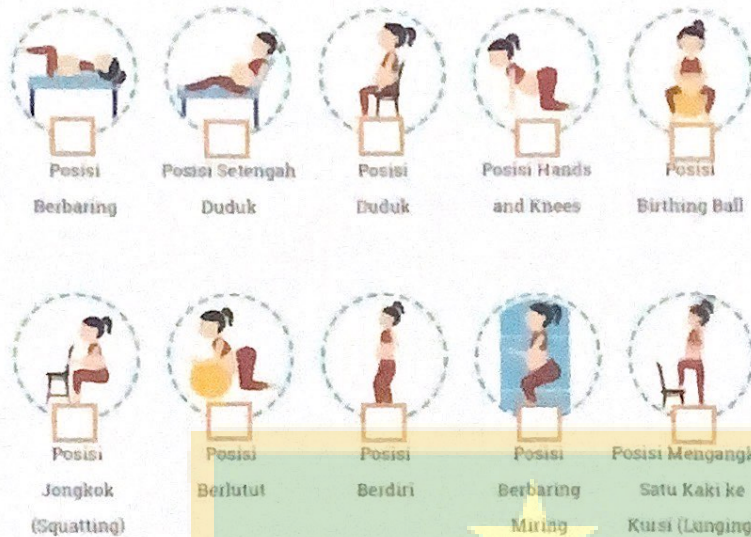 Posisi
Berbaring
Posisi Setengah
Duduk
Posisi
Duduk
Posisi Hands
and Knees
Posisi
Birthing Ball
Posisi
Jongkok
(Squatting)
Posisi
Berlutut
Posisi
Berdiri
Posisi
Berbaring
Miring
Posisi Mengangk
Satu Kaki ke
Kursi (Lunging